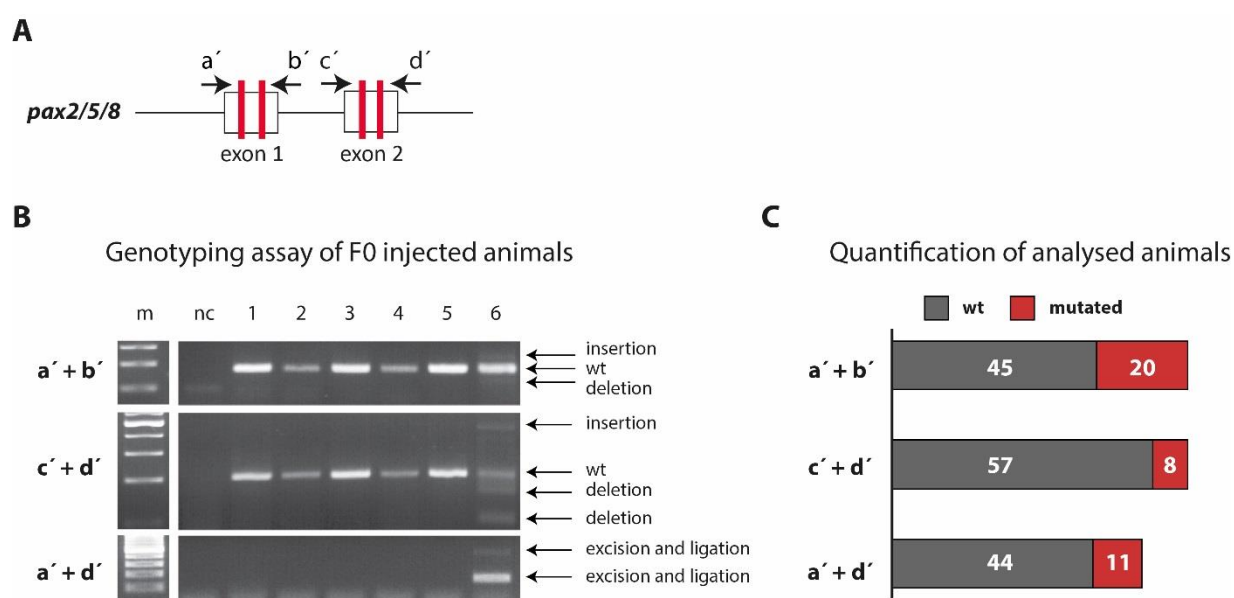 A
a´ b´ c´ d´
pax2/5/8
exon 1 exon 2
B
Genotyping assay of F0 injected animals
m nc 1 2 3 4 5 6
a´ + b´
insertion
wt
deletion
c´ + d´
insertion
wt
deletion
deletion
a´ + d´
excision and ligation
excision and ligation
C
Quantification of analysed animals
wt mutated
a´ + b´ 45 20
c´ + d´ 57 8
a´ + d´ 44 11